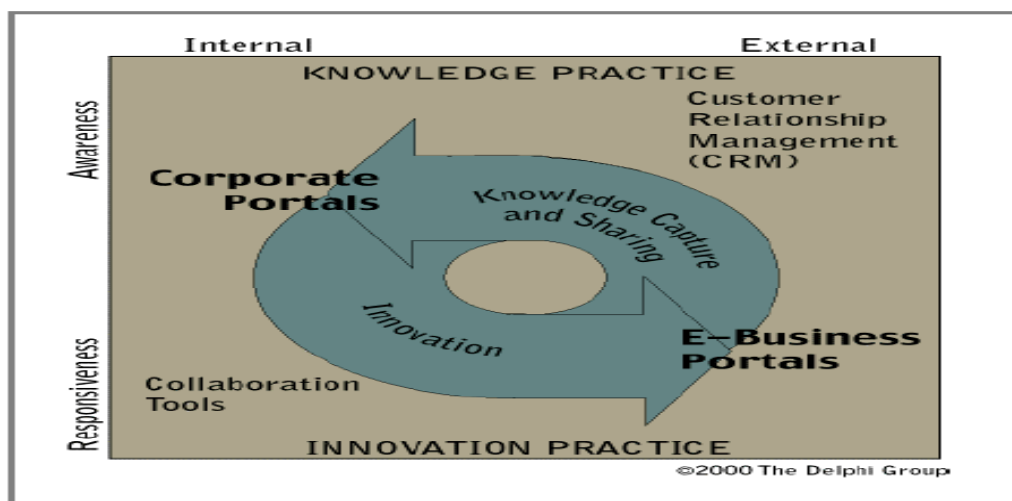 Internal External
KNOWLEDGE PRACTICE
Awareness
Customer
Relationship
Management
(CRM)
Corporate
Portals
Knowledge Capture
and Sharing
Innovation
E-Business
Portals
Responsiveness
Collaboration
Tools
INNOVATION PRACTICE
©2000 The Delphi Group